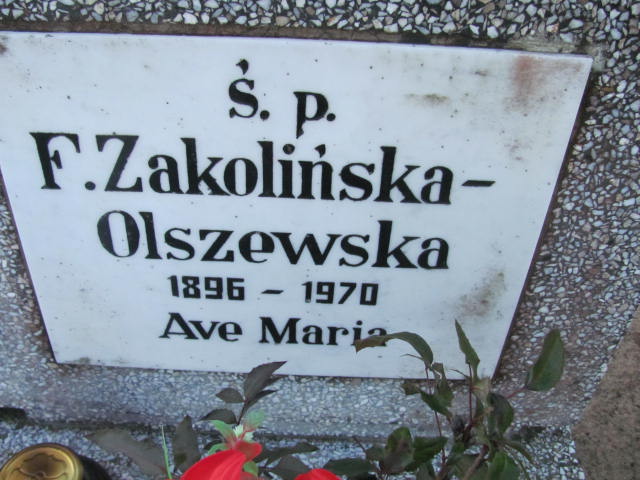 ś. p.
F. Zakolińska-
Olszewska
1896 - 1970
Ave Maria